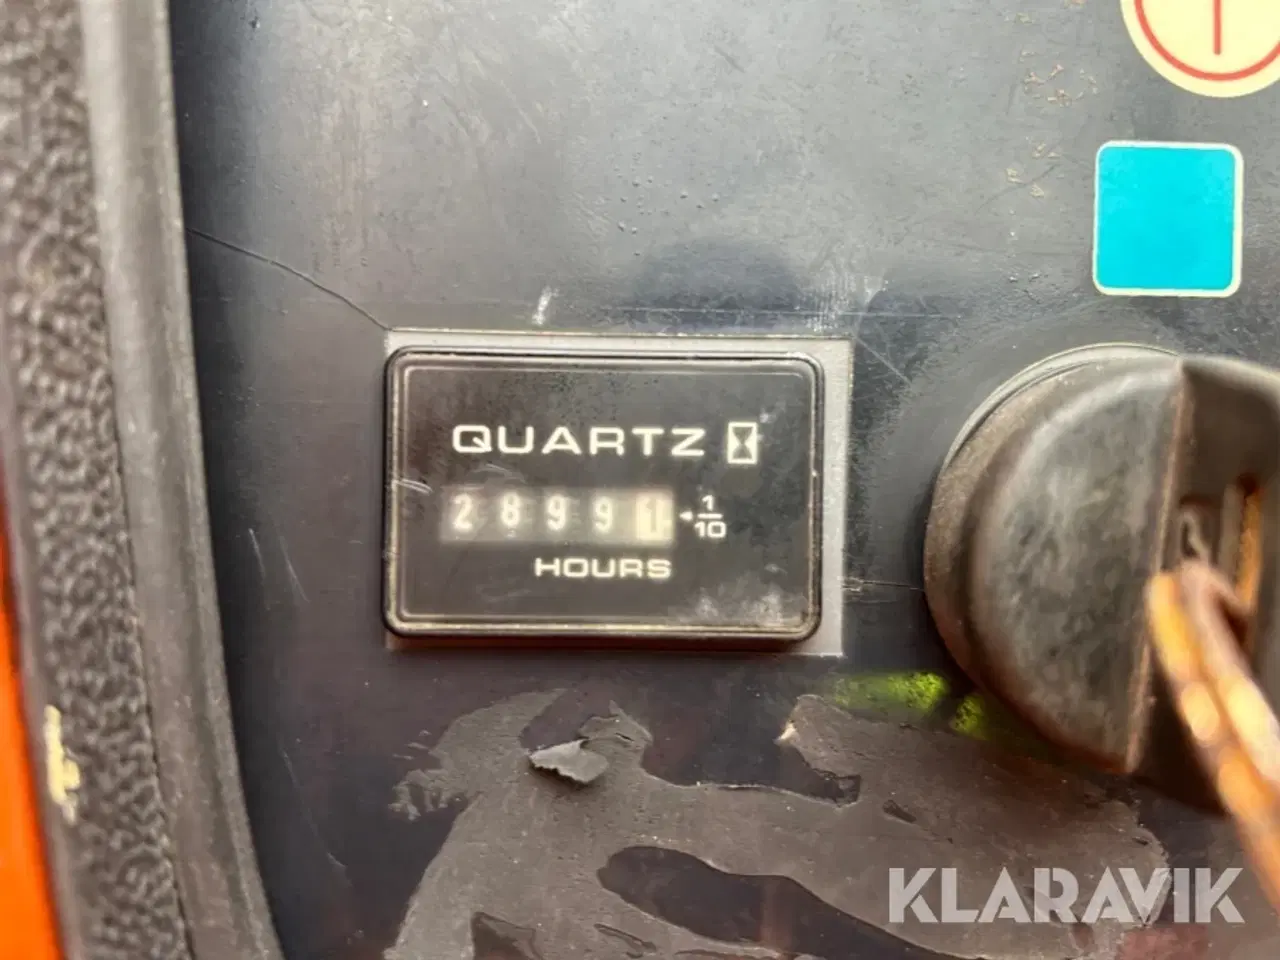 QUARTZ
28991 1/10
HOURS
KLARAVIK